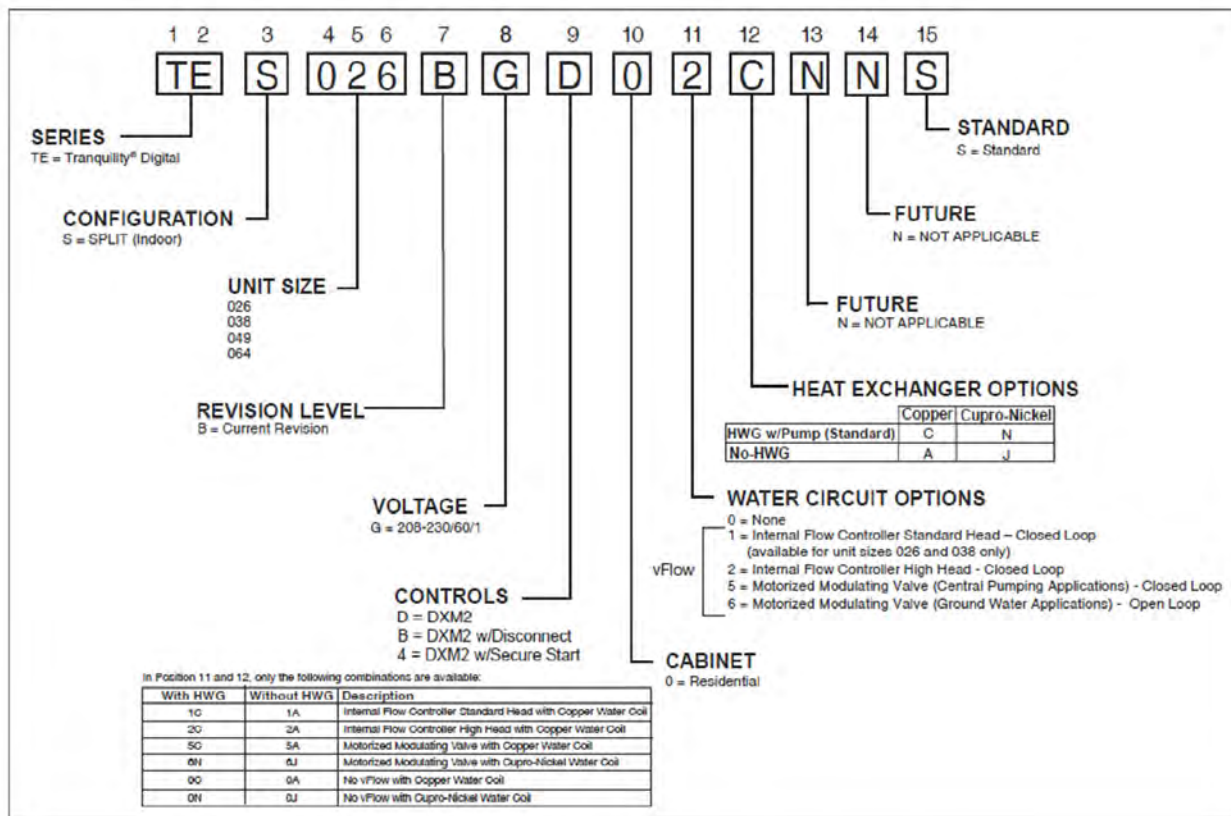 1 2 3 4 5 6 7 8 9 10 11 12 13 14 15
TE S 026 B G D 0 2 C N N S
SERIES
TE = Tranquility® Digital
STANDARD
S = Standard
CONFIGURATION
S = SPLIT (Indoor)
FUTURE
N = NOT APPLICABLE
UNIT SIZE
026
038
049
064
FUTURE
N = NOT APPLICABLE
REVISION LEVEL
B = Current Revision
HEAT EXCHANGER OPTIONS
Copper Cupro-Nickel
HWG w/Pump (Standard) C N
No-HWG A J
VOLTAGE
G = 208-230/60/1
WATER CIRCUIT OPTIONS
0 = None
1 = Internal Flow Controller Standard Head – Closed Loop
(available for unit sizes 026 and 038 only)
vFlow
2 = Internal Flow Controller High Head - Closed Loop
5 = Motorized Modulating Valve (Central Pumping Applications) - Closed Loop
6 = Motorized Modulating Valve (Ground Water Applications) - Open Loop
CONTROLS
D = DXM2
B = DXM2 w/Disconnect
4 = DXM2 w/Secure Start
CABINET
0 = Residential
In Position 11 and 12, only the following combinations are available:
With HWG Without HWG Description
1C 1A Internal Flow Controller Standard Head with Copper Water Coil
2C 2A Internal Flow Controller High Head with Copper Water Coil
5C 5A Motorized Modulating Valve with Copper Water Coil
6N 6J Motorized Modulating Valve with Cupro-Nickel Water Coil
0C 0A No vFlow with Copper Water Coil
0N 0J No vFlow with Cupro-Nickel Water Coil